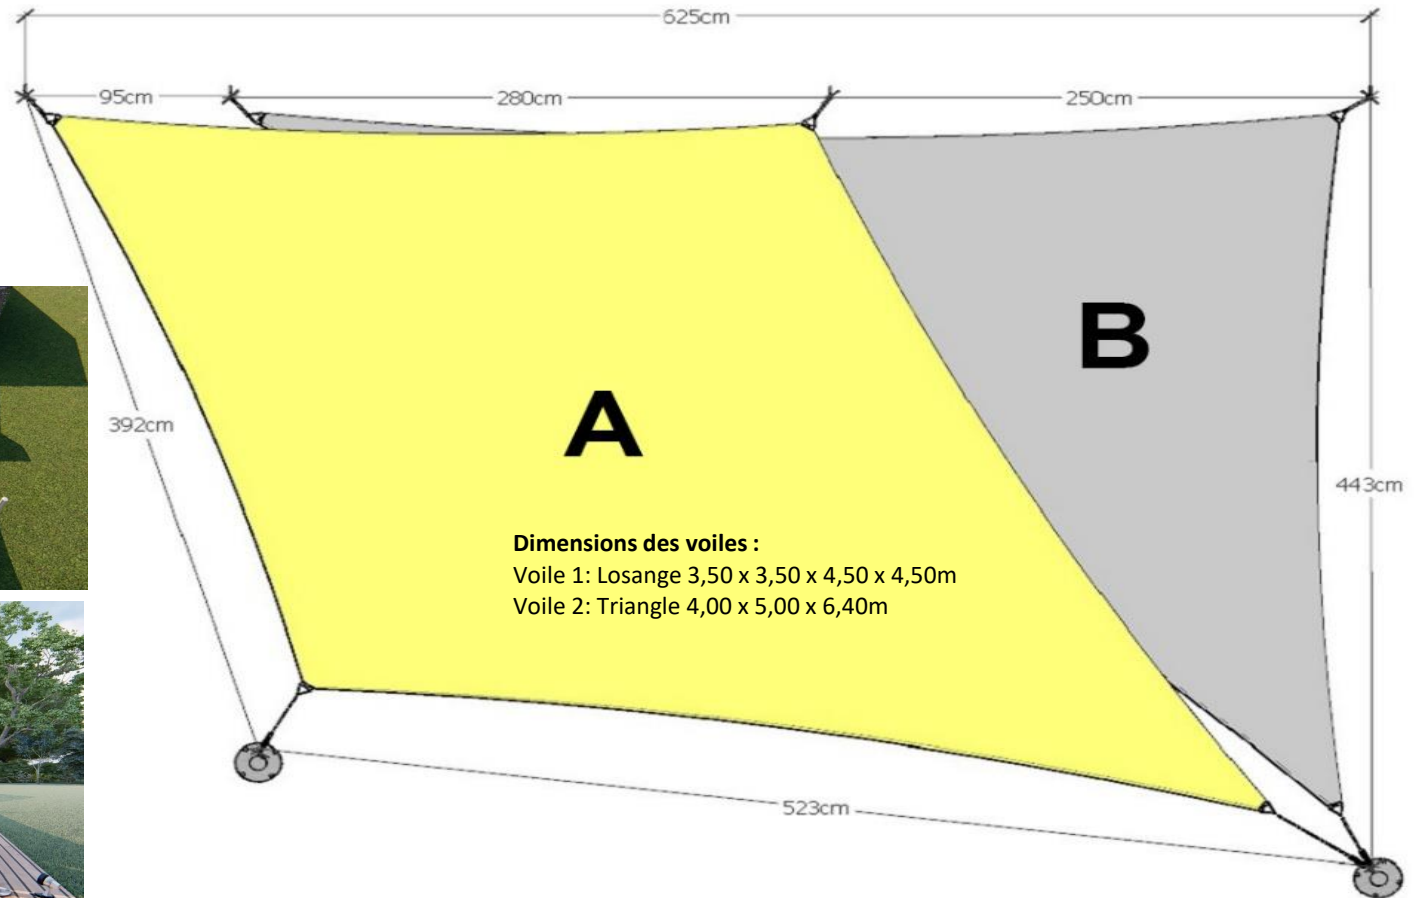 625cm
95cm
280cm
250cm
B
A
392cm
443cm
Dimensions des voiles :
Voile 1: Losange 3,50 x 3,50 x 4,50 x 4,50m
Voile 2: Triangle 4,00 x 5,00 x 6,40m
523cm